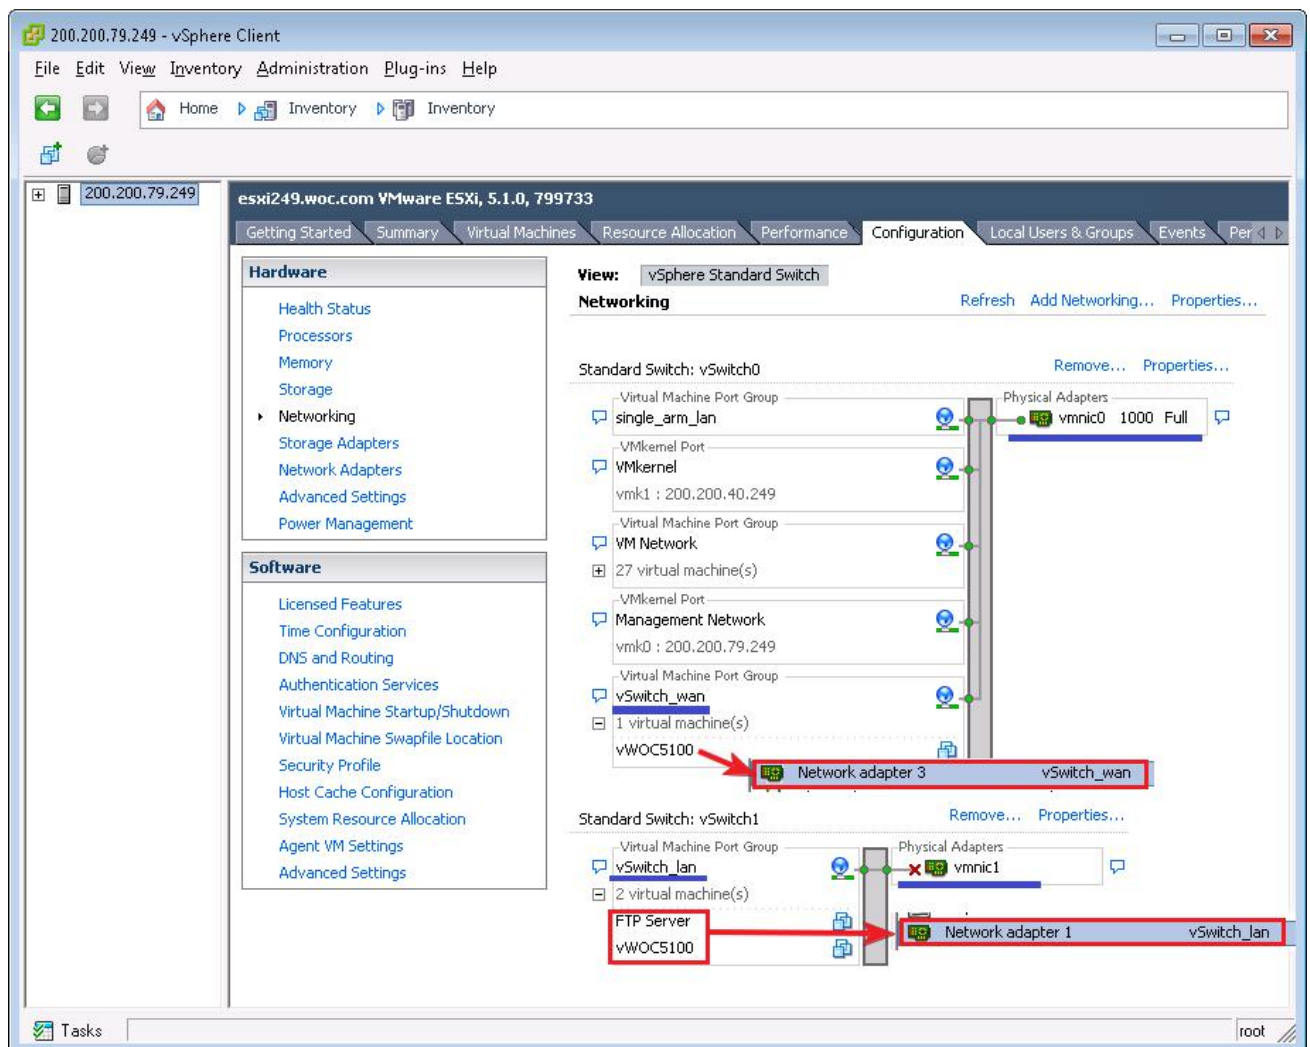 200.200.79.249 - vSphere Client
File Edit View Inventory Administration Plug-ins Help
Home Inventory Inventory
200.200.79.249
esxi249.woc.com VMware ESXi, 5.1.0, 799733
Getting Started Summary Virtual Machines Resource Allocation Performance Configuration Local Users & Groups Events Per
Hardware
Health Status
Processors
Memory
Storage
Networking
Storage Adapters
Network Adapters
Advanced Settings
Power Management
Software
Licensed Features
Time Configuration
DNS and Routing
Authentication Services
Virtual Machine Startup/Shutdown
Virtual Machine Swapfile Location
Security Profile
Host Cache Configuration
System Resource Allocation
Agent VM Settings
Advanced Settings
View: vSphere Standard Switch
Networking Refresh Add Networking... Properties...
Standard Switch: vSwitch0 Remove... Properties...
Virtual Machine Port Group Physical Adapters
single_arm_lan vmnic0 1000 Full
VMkernel Port
VMkernel
vmk1 : 200.200.40.249
Virtual Machine Port Group
VM Network
27 virtual machine(s)
VMkernel Port
Management Network
vmk0 : 200.200.79.249
Virtual Machine Port Group
vSwitch_wan
1 virtual machine(s)
vWOC5100
Network adapter 3 vSwitch_wan
Standard Switch: vSwitch1 Remove... Properties...
Virtual Machine Port Group Physical Adapters
vSwitch_lan vmnic1
2 virtual machine(s)
FTP Server
Network adapter 1 vSwitch_lan
vWOC5100
Tasks root